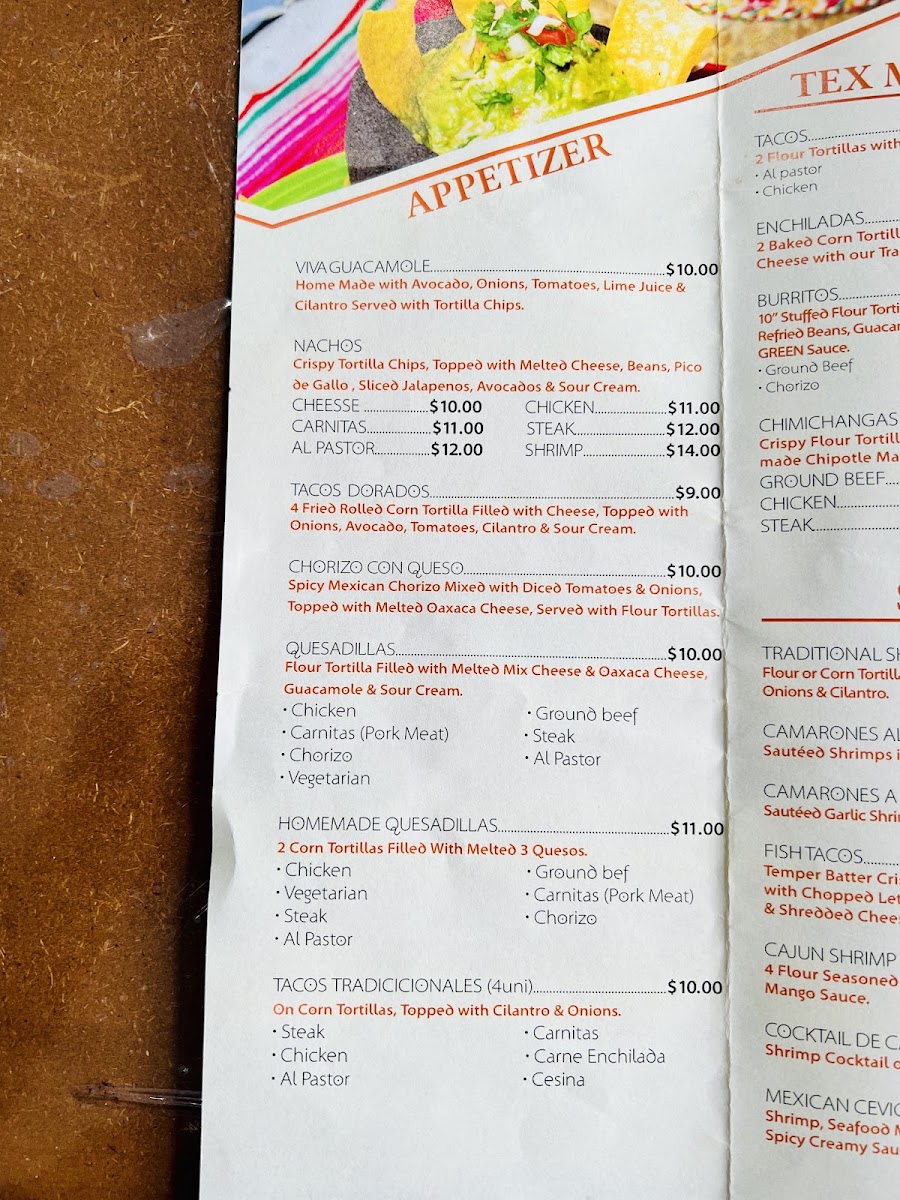 APPETIZER
VIVA GUACAMOLE....................$10.00
Home Made with Avocado, Onions, Tomatoes, Lime Juice &
Cilantro Served with Tortilla Chips.
NACHOS
Crispy Tortilla Chips, Topped with Melted Cheese, Beans, Pico
de Gallo , Sliced Jalapenos, Avocados & Sour Cream.
CHEESSE ....................$10.00
CARNITAS....................$11.00
AL PASTOR....................$12.00
CHICKEN....................$11.00
STEAK....................$12.00
SHRIMP....................$14.00
TACOS DORADOS....................$9.00
4 Fried Rolled Corn Tortilla Filled with Cheese, Topped with
Onions, Avocado, Tomatoes, Cilantro & Sour Cream.
CHORIZO CON QUESO....................$10.00
Spicy Mexican Chorizo Mixed with Diced Tomatoes & Onions,
Topped with Melted Oaxaca Cheese, Served with Flour Tortillas.
QUESADILLAS....................$10.00
Flour Tortilla Filled with Melted Mix Cheese & Oaxaca Cheese,
Guacamole & Sour Cream.
· Chicken
· Carnitas (Pork Meat)
· Chorizo
· Vegetarian
· Ground beef
· Steak
· Al Pastor
HOMEMADE QUESADILLAS....................$11.00
2 Corn Tortillas Filled With Melted 3 Quesos.
· Chicken
· Vegetarian
· Steak
· Al Pastor
· Ground bef
· Carnitas (Pork Meat)
· Chorizo
TACOS TRADICICIONALES (4uni)....................$10.00
On Corn Tortillas, Topped with Cilantro & Onions.
· Steak
· Chicken
· Al Pastor
· Carnitas
· Carne Enchilada
· Cesina
TEX
TACOS....................
2 Flour Tortillas with
· Al pastor
· Chicken
ENCHILADAS....................
2 Baked Corn
Cheese with our
BURRITOS....................
10" Stuffed Flour
Refried Beans,
GREEN Sauce.
· Ground Beef
· Chorizo
CHIMICHANGAS
Crispy Flour
made Chipotle
GROUND BEEF....
CHICKEN....................
STEAK....................
TRADITIONAL
Flour or Corn
Onions & Cilantro.
CAMARONES
Sautéed Shrimps
CAMARONES A
Sautéed Garlic
FISH TACOS..........
Temper Batter
with Chopped
& Shredded
CAJUN SHRIMP
4 Flour Seasoned
Mango Sauce.
COCKTAIL DE
Shrimp Cocktail
MEXICAN
Shrimp, Seafood
Spicy Creamy